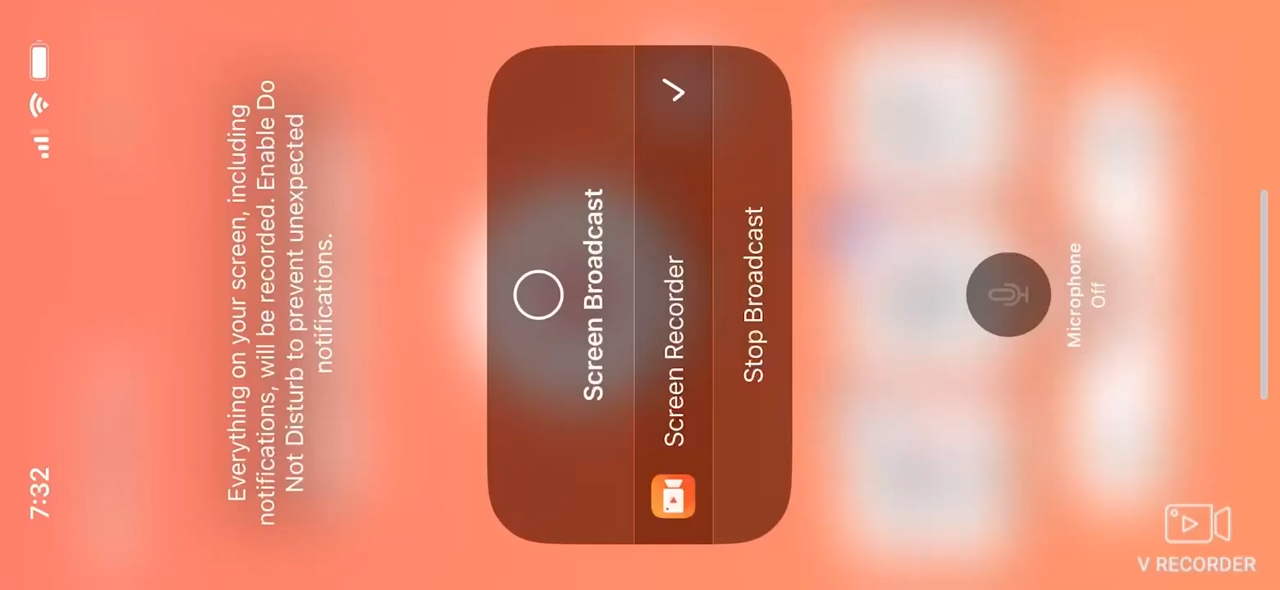 7:32
Everything on your screen, including
notifications, will be recorded. Enable Do
Not Disturb to prevent unexpected
notifications.
Screen Broadcast
Screen Recorder
Stop Broadcast
Microphone
Off
V RECORDER